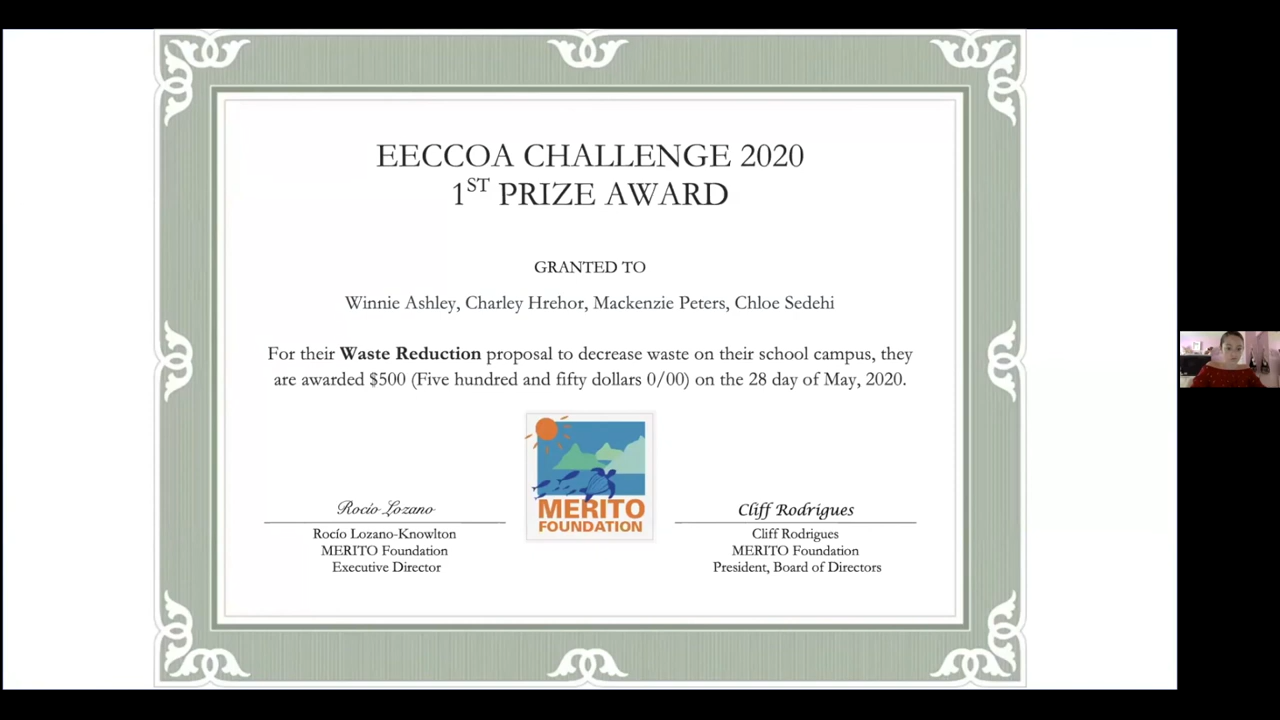 EECCOA CHALLENGE 2020
1ST PRIZE AWARD
GRANTED TO
Winnie Ashley, Charley Hrehor, Mackenzie Peters, Chloe Sedehi
For their Waste Reduction proposal to decrease waste on their school campus, they
are awarded $500 (Five hundred and fifty dollars 0/00) on the 28 day of May, 2020.
MERITO
FOUNDATION
Rocío Lozano
Rocío Lozano-Knowlton
MERITO Foundation
Executive Director
Cliff Rodrigues
Cliff Rodrigues
MERITO Foundation
President, Board of Directors